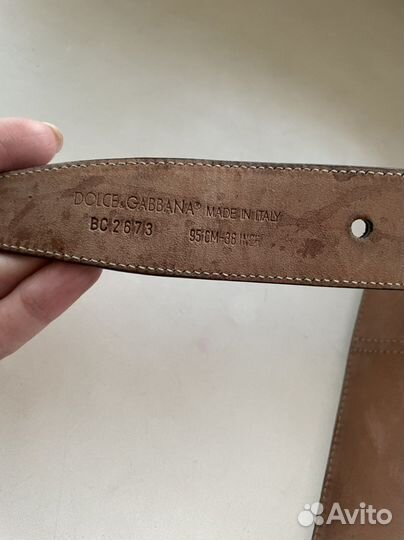 DOLCE&GABBANA® MADE IN ITALY
BC2673 95 CM-38 INCH
Avito